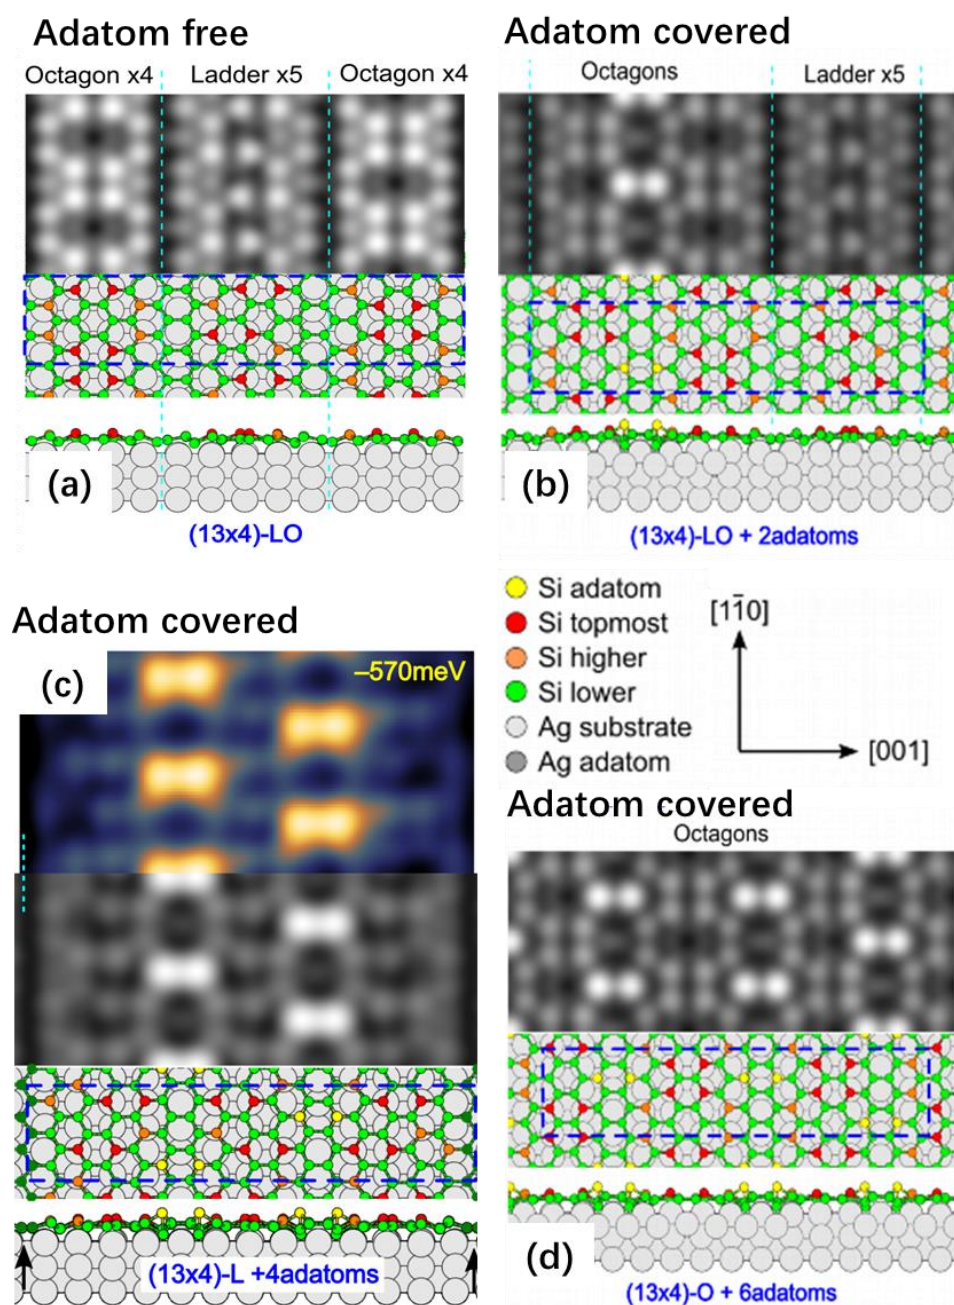 Adatom free
Octagon x4 Ladder x5 Octagon x4
(a)
(13x4)-LO
Adatom covered
Octagons Ladder x5
(b)
(13x4)-LO + 2adatoms
Adatom covered
(c)
−570meV
(13x4)-L +4adatoms
Si adatom
Si topmost
Si higher
Si lower
Ag substrate
Ag adatom
[11̅0]
[001]
Adatom covered
Octagons
(d)
(13x4)-O + 6adatoms